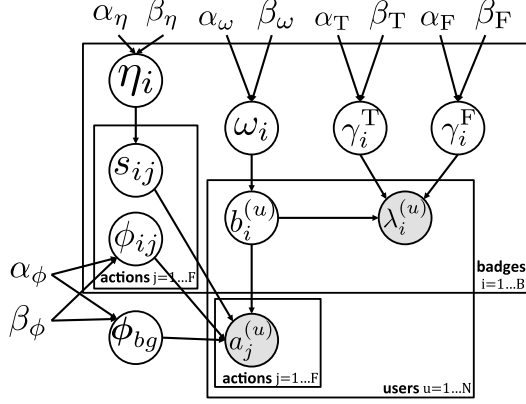 α_η β_η α_ω β_ω α_T β_T α_F β_F
η_i
ω_i γ_i^T γ_i^F
s_ij
b_i^(u) λ_i^(u)
ϕ_ij
α_ϕ
actions j=1...F
badges
i=1...B
β_ϕ
ϕ_bg a_j^(u)
actions j=1...F
users u=1...N